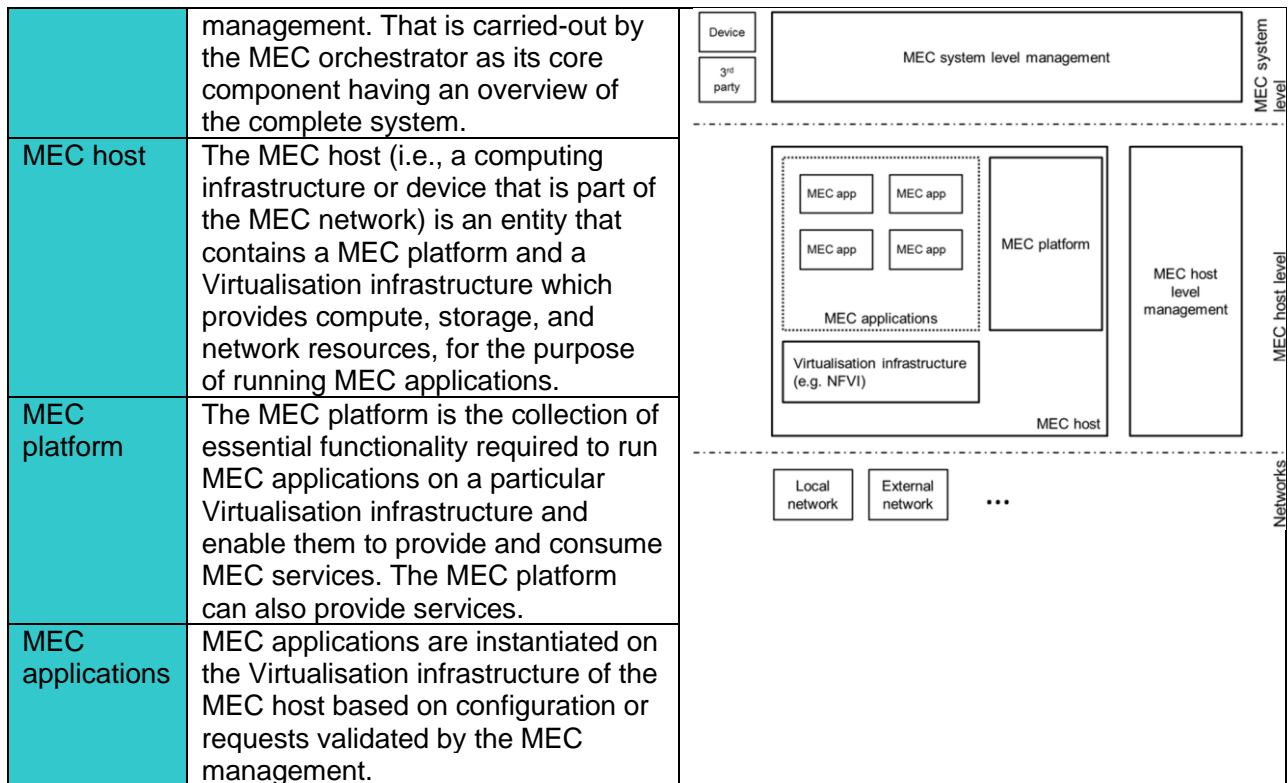 management. That is carried-out by
the MEC orchestrator as its core
component having an overview of
the complete system.
MEC host
The MEC host (i.e., a computing
infrastructure or device that is part of
the MEC network) is an entity that
contains a MEC platform and a
Virtualisation infrastructure which
provides compute, storage, and
network resources, for the purpose
of running MEC applications.
MEC
platform
The MEC platform is the collection of
essential functionality required to run
MEC applications on a particular
Virtualisation infrastructure and
enable them to provide and consume
MEC services. The MEC platform
can also provide services.
MEC
applications
MEC applications are instantiated on
the Virtualisation infrastructure of the
MEC host based on configuration or
requests validated by the MEC
management.
Device
3rd
party
MEC system level management
MEC system
level
MEC app
MEC app
MEC app
MEC app
MEC applications
MEC platform
Virtualisation infrastructure
(e.g. NFVI)
MEC host
MEC host
level
management
MEC host level
Local
network
External
network
...
Networks